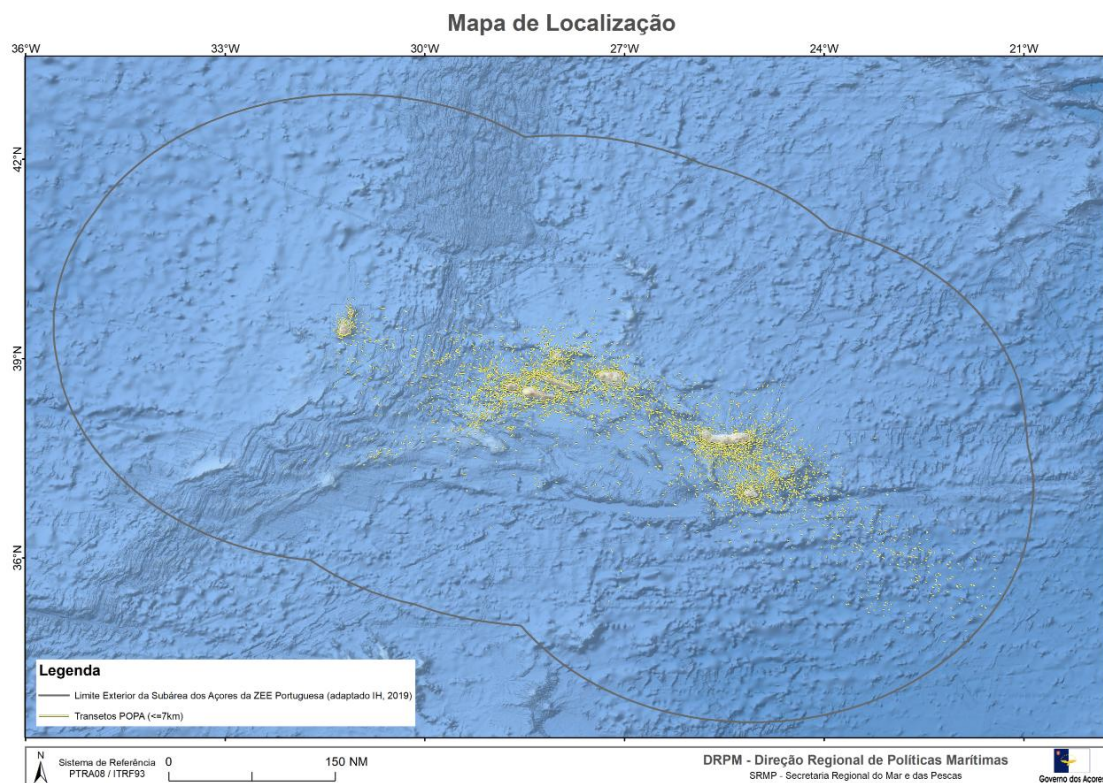 Mapa de Localização
36°W 33°W 30°W 27°W 24°W 21°W
42°N
39°N
36°N
Legenda
Limite Exterior da Subárea dos Açores da ZEE Portuguesa (adaptado IH, 2019)
Transetos POPA (<=7km)
N
Sistema de Referência
PTRA08 / ITRF93
0 150 NM
DRPM - Direção Regional de Políticas Marítimas
SRMP - Secretaria Regional do Mar e das Pescas
Governo dos Açores